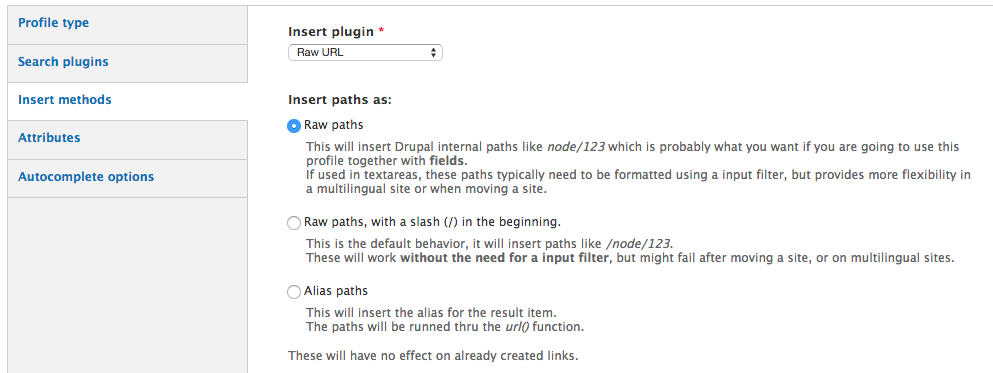 Profile type
Search plugins
Insert methods
Attributes
Autocomplete options
Insert plugin *
Raw URL
Insert paths as:
Raw paths
This will insert Drupal internal paths like node/123 which is probably what you want if you are going to use this
profile together with fields.
If used in textareas, these paths typically need to be formatted using a input filter, but provides more flexibility in
a multilingual site or when moving a site.
Raw paths, with a slash (/) in the beginning.
This is the default behavior, it will insert paths like /node/123.
These will work without the need for a input filter, but might fail after moving a site, or on multilingual sites.
Alias paths
This will insert the alias for the result item.
The paths will be runned thru the url() function.
These will have no effect on already created links.